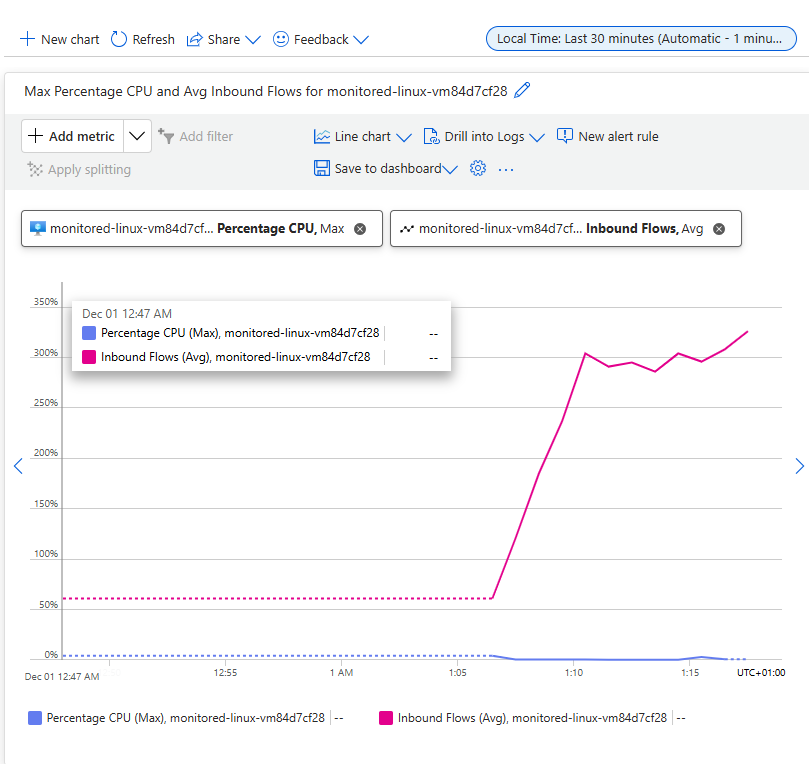 New chart Refresh Share Feedback Local Time: Last 30 minutes (Automatic - 1 minu...
Max Percentage CPU and Avg Inbound Flows for monitored-linux-vm84d7cf28
Add metric Add filter Line chart Drill into Logs New alert rule
Apply splitting Save to dashboard ...
monitored-linux-vm84d7cf... Percentage CPU, Max monitored-linux-vm84d7cf... Inbound Flows, Avg
350%
Dec 01 12:47 AM
Percentage CPU (Max), monitored-linux-vm84d7cf28 --
Inbound Flows (Avg), monitored-linux-vm84d7cf28 --
300%
250%
200%
150%
100%
50%
0%
Dec 01 12:47 AM 12:55 1 AM 1:05 1:10 1:15 UTC+01:00
Percentage CPU (Max), monitored-linux-vm84d7cf28 -- Inbound Flows (Avg), monitored-linux-vm84d7cf28 --